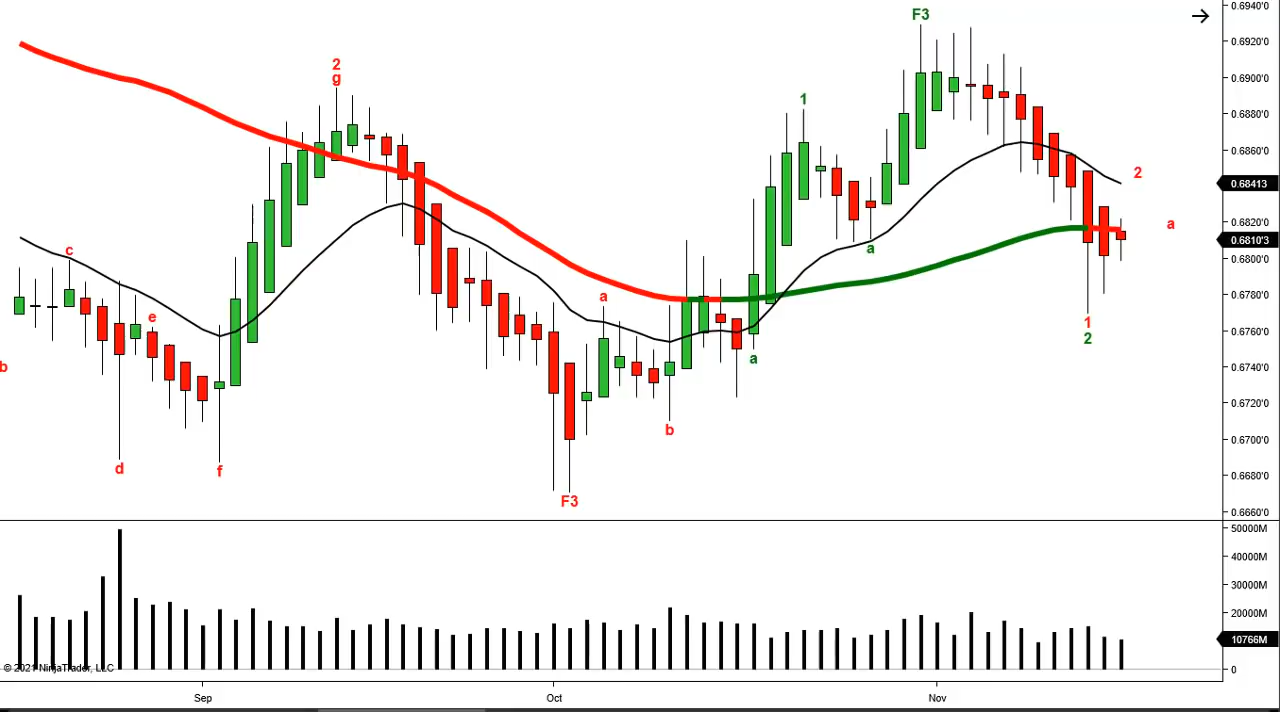 0.6940'0
F3
0.6920'0
2
g
0.6900'0
1
0.6880'0
0.6860'0
2
0.68413
0.6820'0
a
c
a
0.6810'3
0.6800'0
a
0.6780'0
e
1
2
0.6760'0
a
b
0.6740'0
0.6720'0
b
0.6700'0
d
f
0.6680'0
F3
0.6660'0
50000M
40000M
30000M
20000M
10766M
© 2021 NinjaTrader, LLC
0
Sep
Oct
Nov